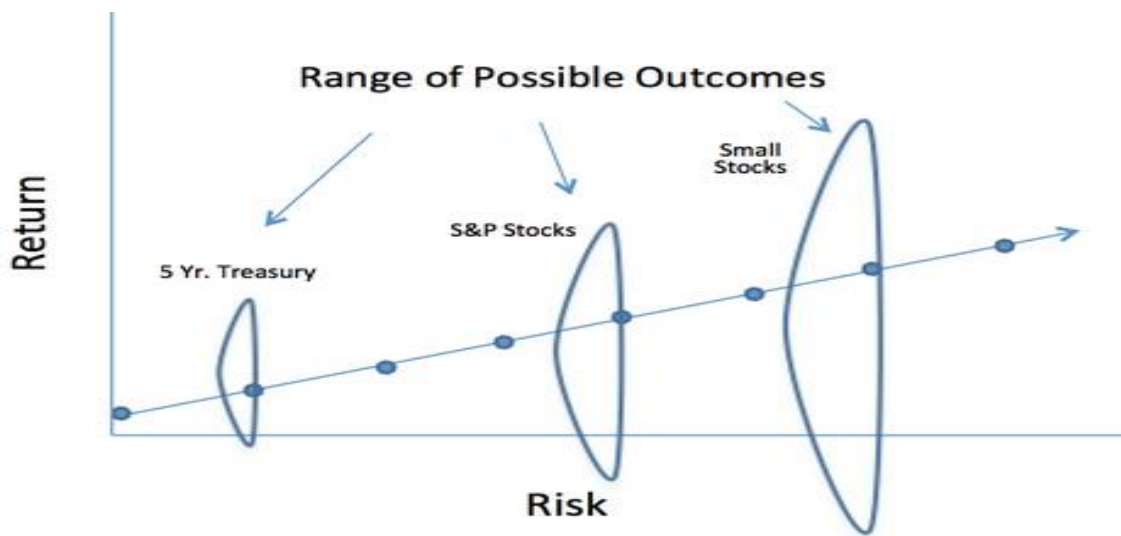 Range of Possible Outcomes
Small
Stocks
S&P Stocks
5 Yr. Treasury
Return
Risk